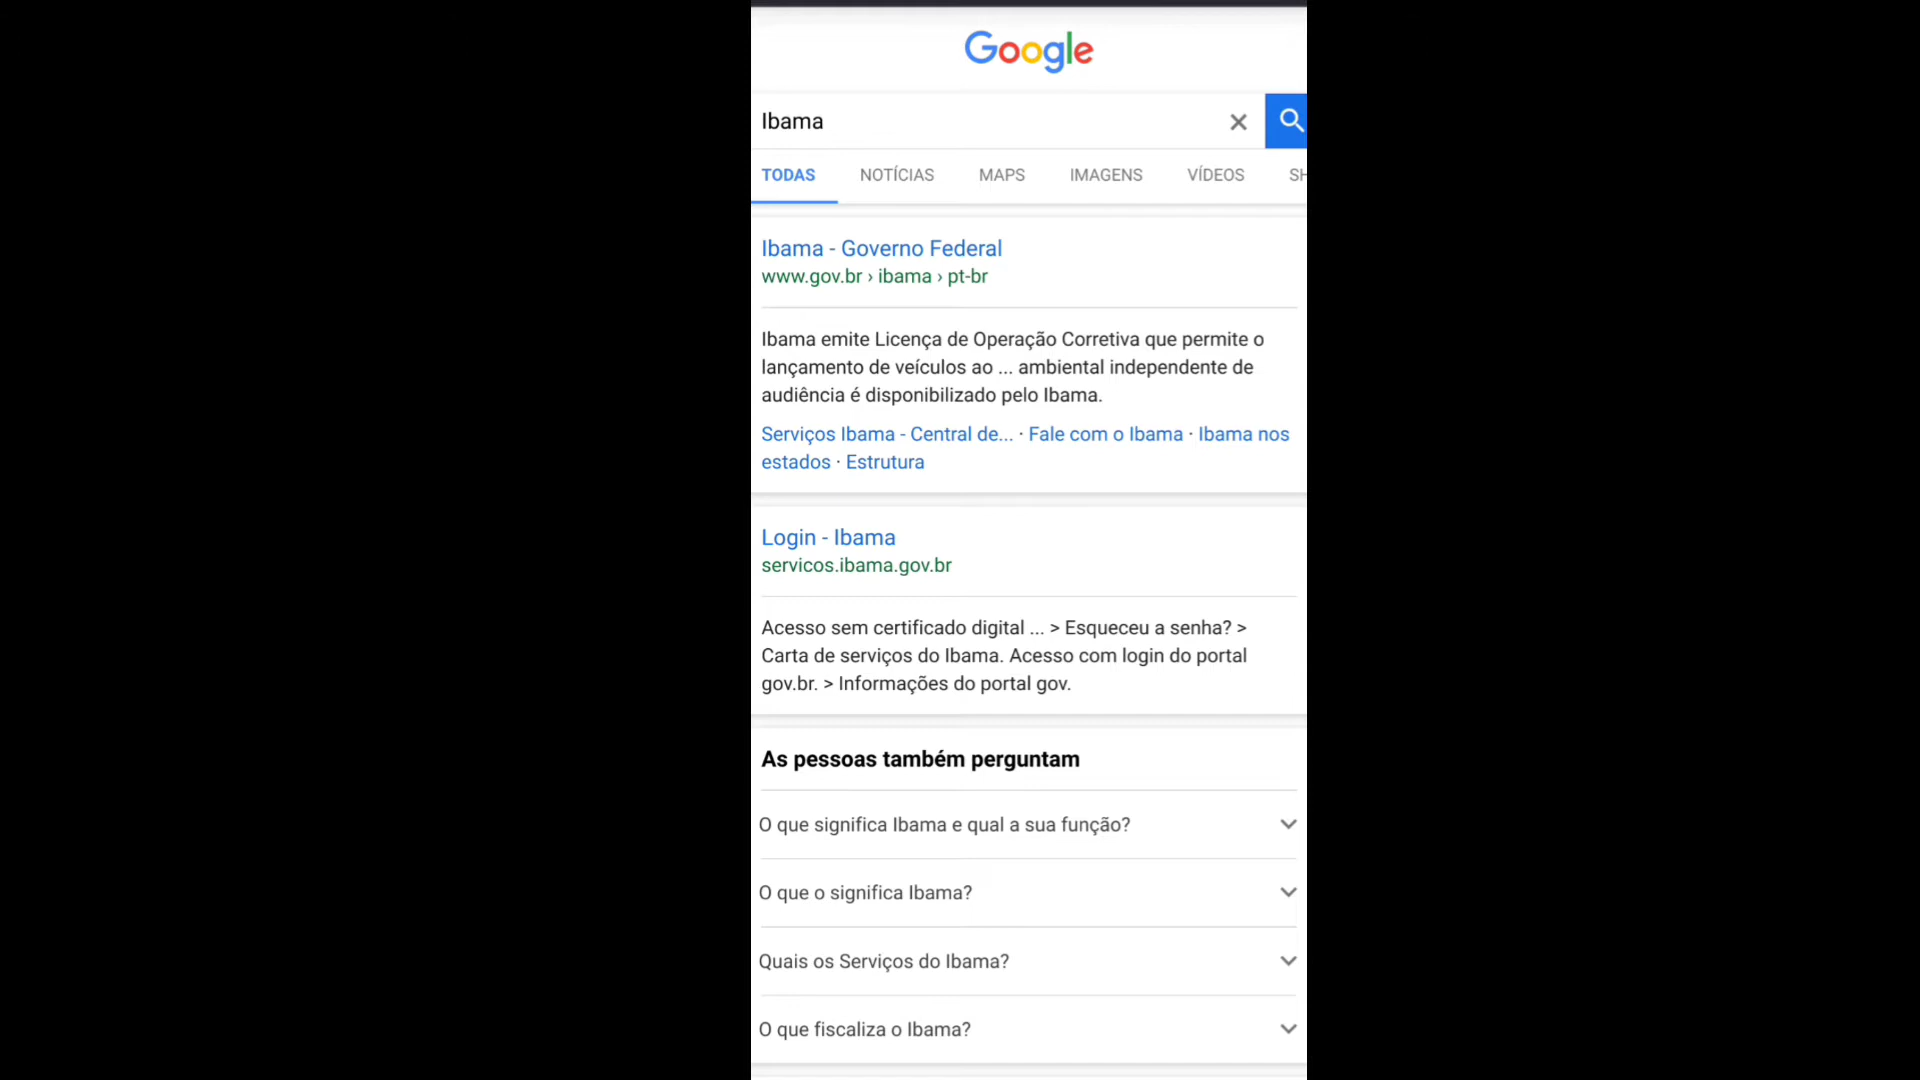 Google
Ibama
TODAS NOTÍCIAS MAPS IMAGENS VÍDEOS SH
Ibama - Governo Federal
www.gov.br › ibama › pt-br
Ibama emite Licença de Operação Corretiva que permite o
lançamento de veículos ao ... ambiental independente de
audiência é disponibilizado pelo Ibama.
Serviços Ibama - Central de... · Fale com o Ibama · Ibama nos
estados · Estrutura
Login - Ibama
servicos.ibama.gov.br
Acesso sem certificado digital ... > Esqueceu a senha? >
Carta de serviços do Ibama. Acesso com login do portal
gov.br. > Informações do portal gov.
As pessoas também perguntam
O que significa Ibama e qual a sua função?
O que o significa Ibama?
Quais os Serviços do Ibama?
O que fiscaliza o Ibama?